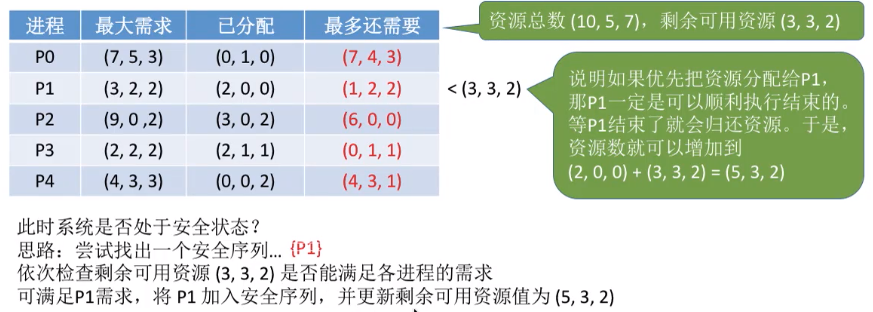 进程 最大需求 已分配 最多还需要
P0 (7, 5, 3) (0, 1, 0) (7, 4, 3)
P1 (3, 2, 2) (2, 0, 0) (1, 2, 2)
P2 (9, 0 ,2) (3, 0, 2) (6, 0, 0)
P3 (2, 2, 2) (2, 1, 1) (0, 1, 1)
P4 (4, 3, 3) (0, 0, 2) (4, 3, 1)
资源总数 (10, 5, 7)，剩余可用资源 (3, 3, 2)
< (3, 3, 2)
说明如果优先把资源分配给P1，
那P1一定是可以顺利执行结束的。
等P1结束了就会归还资源。于是，
资源数就可以增加到
(2, 0, 0) + (3, 3, 2) = (5, 3, 2)
此时系统是否处于安全状态？
思路：尝试找出一个安全序列... {P1}
依次检查剩余可用资源 (3, 3, 2) 是否能满足各进程的需求
可满足P1需求，将 P1 加入安全序列，并更新剩余可用资源值为 (5, 3, 2)